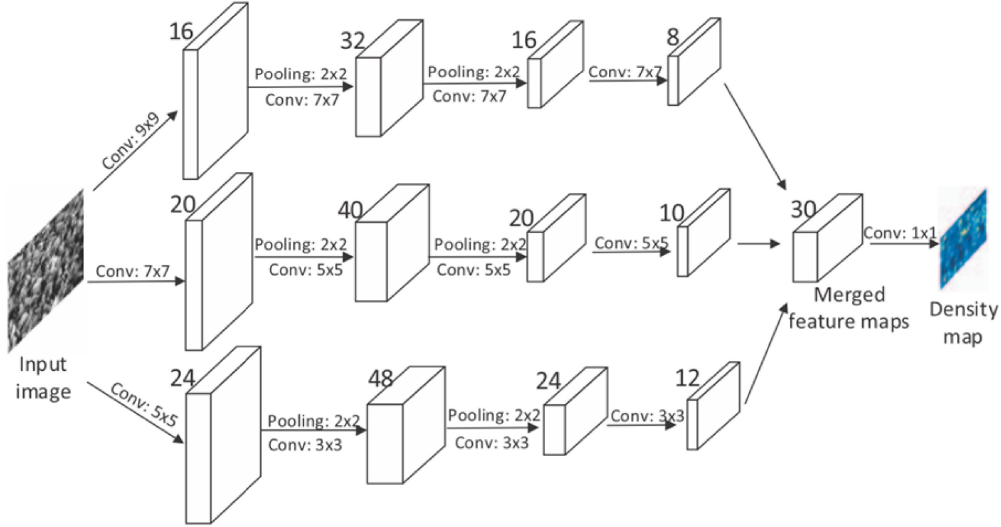 16
32
16
8
Pooling: 2x2
Conv: 7x7
Pooling: 2x2
Conv: 7x7
Conv: 7x7
Conv: 9x9
20
40
20
10
30
Conv: 7x7
Pooling: 2x2
Conv: 5x5
Pooling: 2x2
Conv: 5x5
Conv: 5x5
Conv: 1x1
Merged
feature maps
Density
map
Input
image
24
48
24
12
Conv: 5x5
Pooling: 2x2
Conv: 3x3
Pooling: 2x2
Conv: 3x3
Conv: 3x3